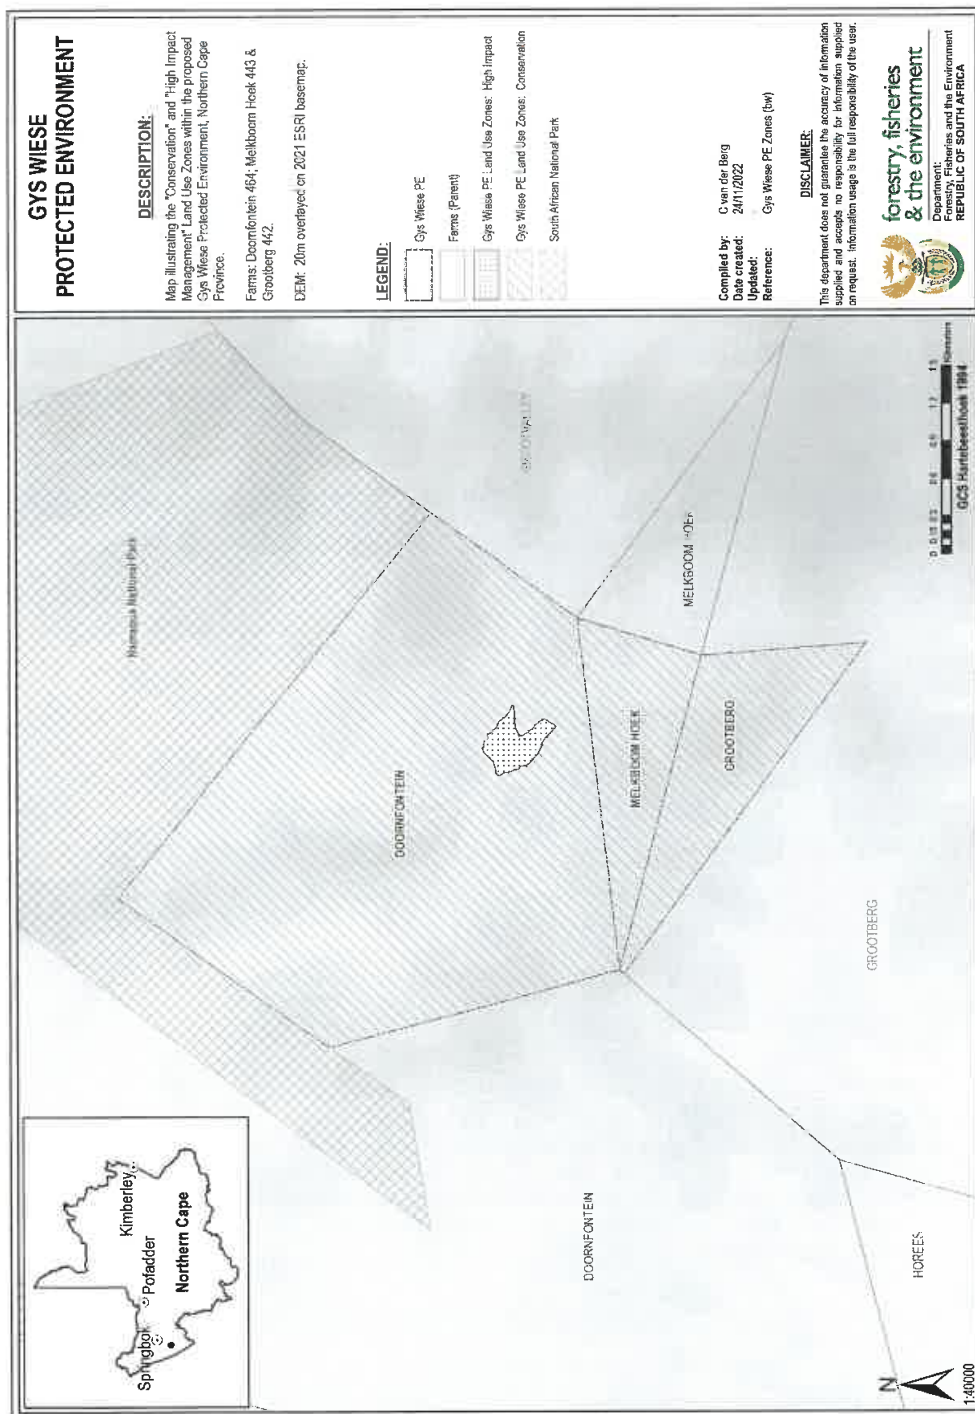 GYS WIESE
PROTECTED ENVIRONMENT
DESCRIPTION:
Map illustrating the "Conservation" and "High Impact
Management" Land Use Zones within the proposed
Gys Wiese Protected Environment, Northern Cape
Province.
Farms: Doornfontein 464; Melkboom Hoek 443 &
Grootberg 442.
DEM: 20m overlayed on 2021 ESRI basemap.
LEGEND:
Gys Wiese PE
Farms (Parent)
Gys Wiese PE Land Use Zones: High Impact
Gys Wiese PE Land Use Zones: Conservation
South African National Park
Compiled by: C van der Berg
Date created: 24/11/2022
Updated:
Reference: Gys Wiese PE Zones (bw)
DISCLAIMER:
This department does not guarantee the accuracy of information
supplied and accepts no responsibility for information supplied
on request. Information usage is the full responsibility of the user.
forestry, fisheries
& the environment
Department:
Forestry, Fisheries and the Environment
REPUBLIC OF SOUTH AFRICA
Springbok
Pofadder
Kimberley
Northern Cape
Namaqua National Park
DOORNFONTEIN
MELKBOOM HOEK
MELKBOOM HOEK
GROOTBERG
DOORNFONTEIN
GROOTBERG
HOREES
N
1:40000
Kilometers
GCS Hartebeesthoek 1994